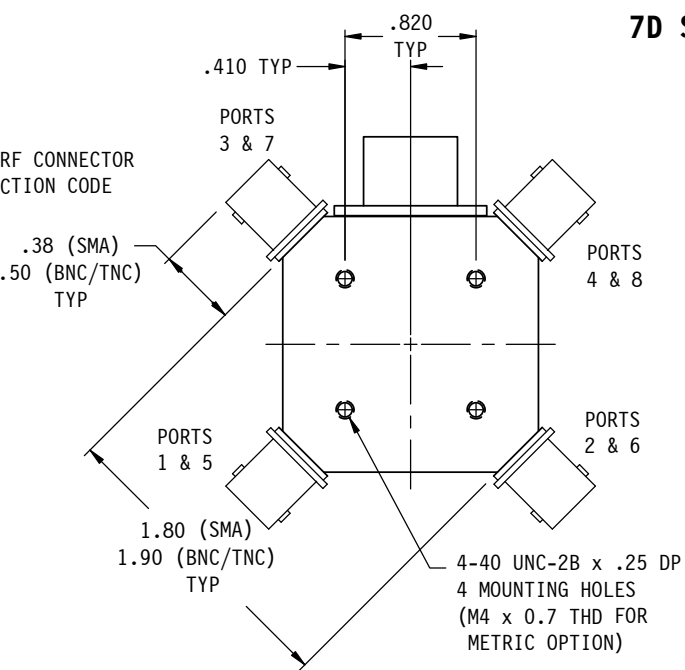 7D
.820
TYP
.410 TYP
PORTS
3 & 7
RF CONNECTOR
CTION CODE
.38 (SMA)
.50 (BNC/TNC)
TYP
PORTS
4 & 8
PORTS
1 & 5
PORTS
2 & 6
1.80 (SMA)
1.90 (BNC/TNC)
TYP
4-40 UNC-2B x .25 DP
4 MOUNTING HOLES
(M4 x 0.7 THD FOR
METRIC OPTION)